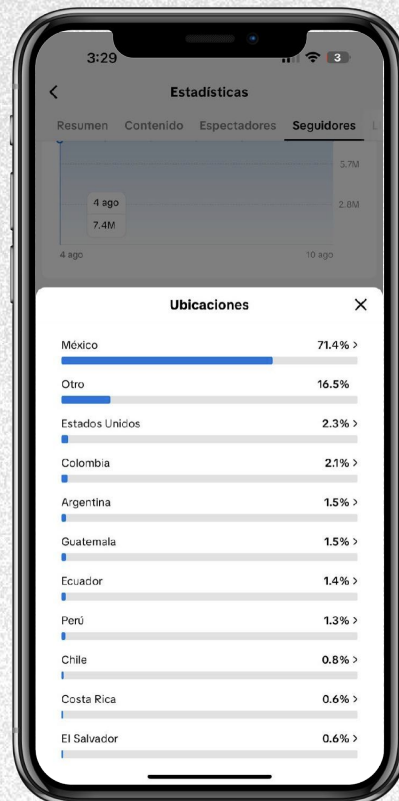 3:29
3
Estadísticas
Resumen Contenido Espectadores Seguidores L
5.7M
4 ago
7.4M
2.8M
4 ago 10 ago
Ubicaciones
México 71.4% >
Otro 16.5%
Estados Unidos 2.3% >
Colombia 2.1% >
Argentina 1.5% >
Guatemala 1.5% >
Ecuador 1.4% >
Perú 1.3% >
Chile 0.8% >
Costa Rica 0.6% >
El Salvador 0.6% >